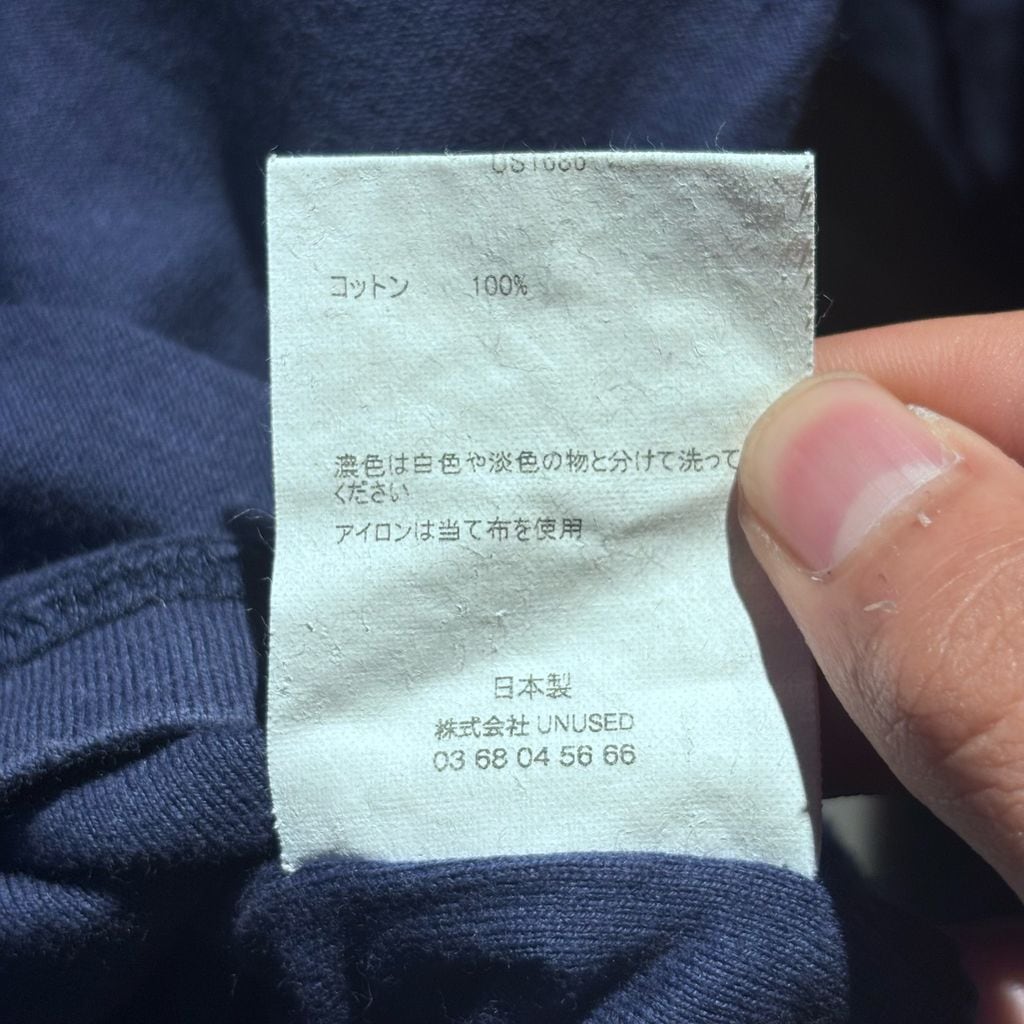 US1686
コットン 100%
濃色は白色や淡色の物と分けて洗って
ください
アイロンは当て布を使用
日本製
株式会社 UNUSED
03 68 04 56 66